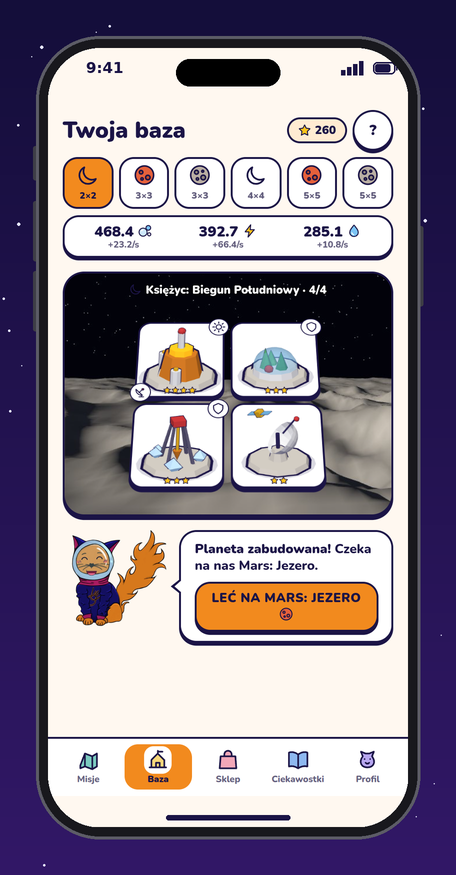 9:41
Twoja baza
260
?
2×2
3×3
3×3
4×4
5×5
5×5
468.4
392.7
285.1
+23.2/s
+66.4/s
+10.8/s
Księżyc: Biegun Południowy · 4/4
Planeta zabudowana! Czeka
na nas Mars: Jezero.
LEĆ NA MARS: JEZERO
Misje
Baza
Sklep
Ciekawostki
Profil